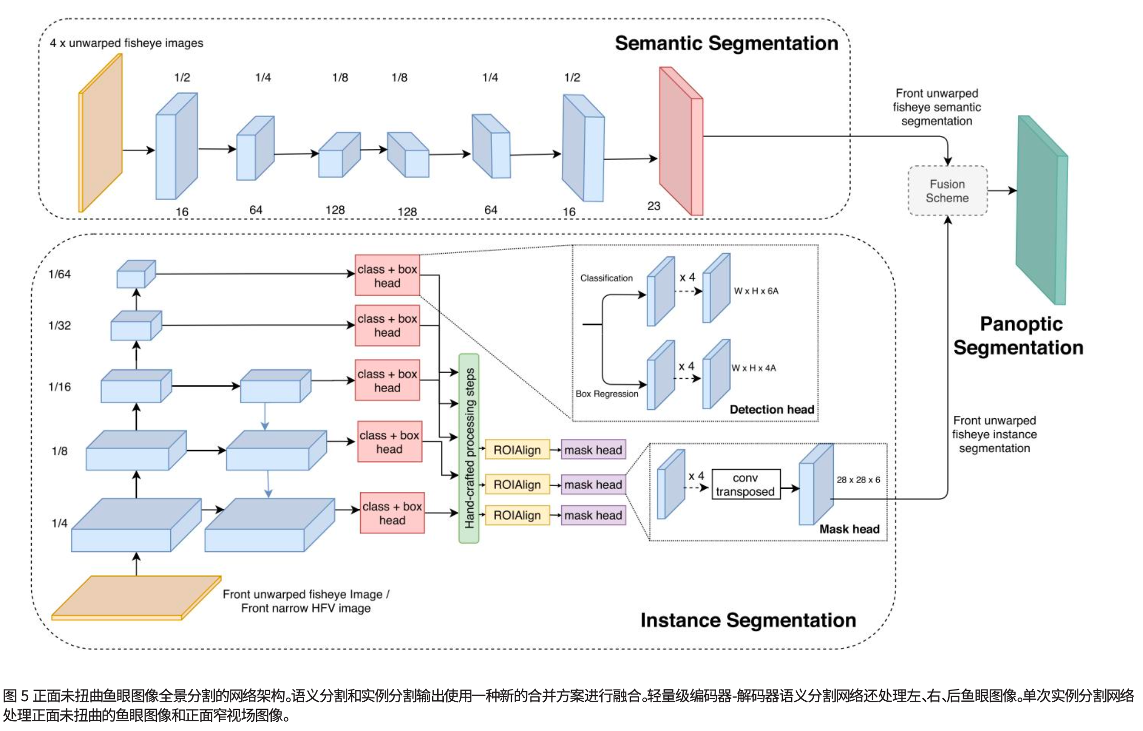 4 x unwarped fisheye images
Semantic Segmentation
1/2
1/4
1/8
1/8
1/4
1/2
16
64
128
128
64
16
23
Front unwarped
fisheye semantic
segmentation
Fusion
Scheme
Panoptic
Segmentation
Front unwarped
fisheye instance
segmentation
1/64
1/32
1/16
1/8
1/4
class + box
head
class + box
head
class + box
head
class + box
head
class + box
head
Hand-crafted processing steps
ROIAlign
mask head
ROIAlign
mask head
ROIAlign
mask head
Classification
x 4
W x H x 6A
Box Regression
x 4
W x H x 4A
Detection head
x 4
conv
transposed
28 x 28 x 6
Mask head
Front unwarped fisheye Image /
Front narrow HFV image
Instance Segmentation
图 5 正面未扭曲鱼眼图像全景分割的网络架构。语义分割和实例分割输出使用一种新的合并方案进行融合。轻量级编码器-解码器语义分割网络还处理左、右、后鱼眼图像。单次实例分割网络
处理正面未扭曲的鱼眼图像和正面窄视场图像。